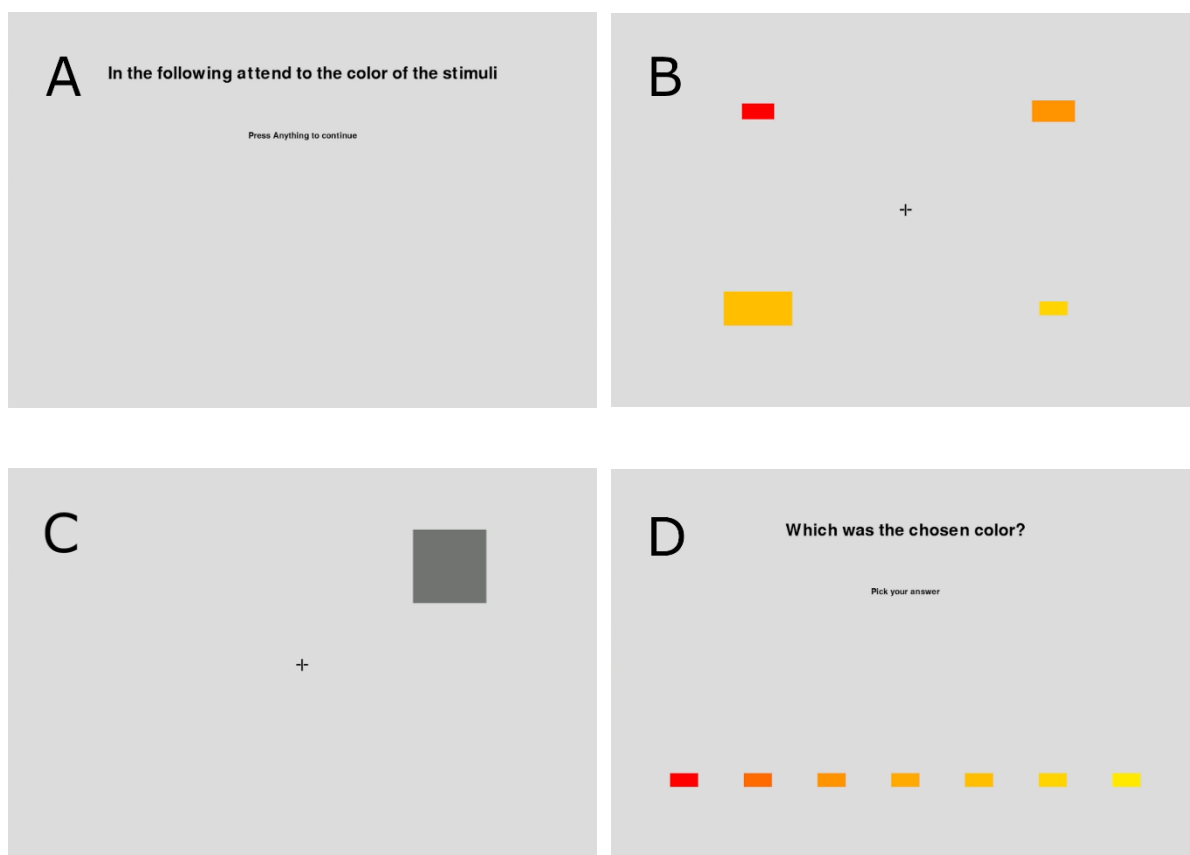 A
In the following attend to the color of the stimuli
Press Anything to continue
B
C
D
Which was the chosen color?
Pick your answer